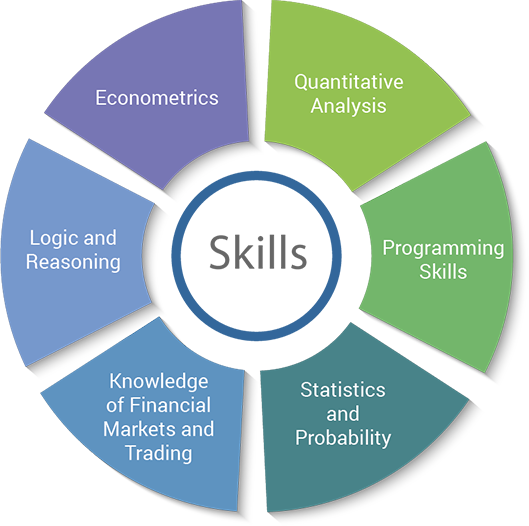 Econometrics
Quantitative
Analysis
Logic and
Reasoning
Skills
Programming
Skills
Knowledge
of Financial
Markets and
Trading
Statistics
and
Probability